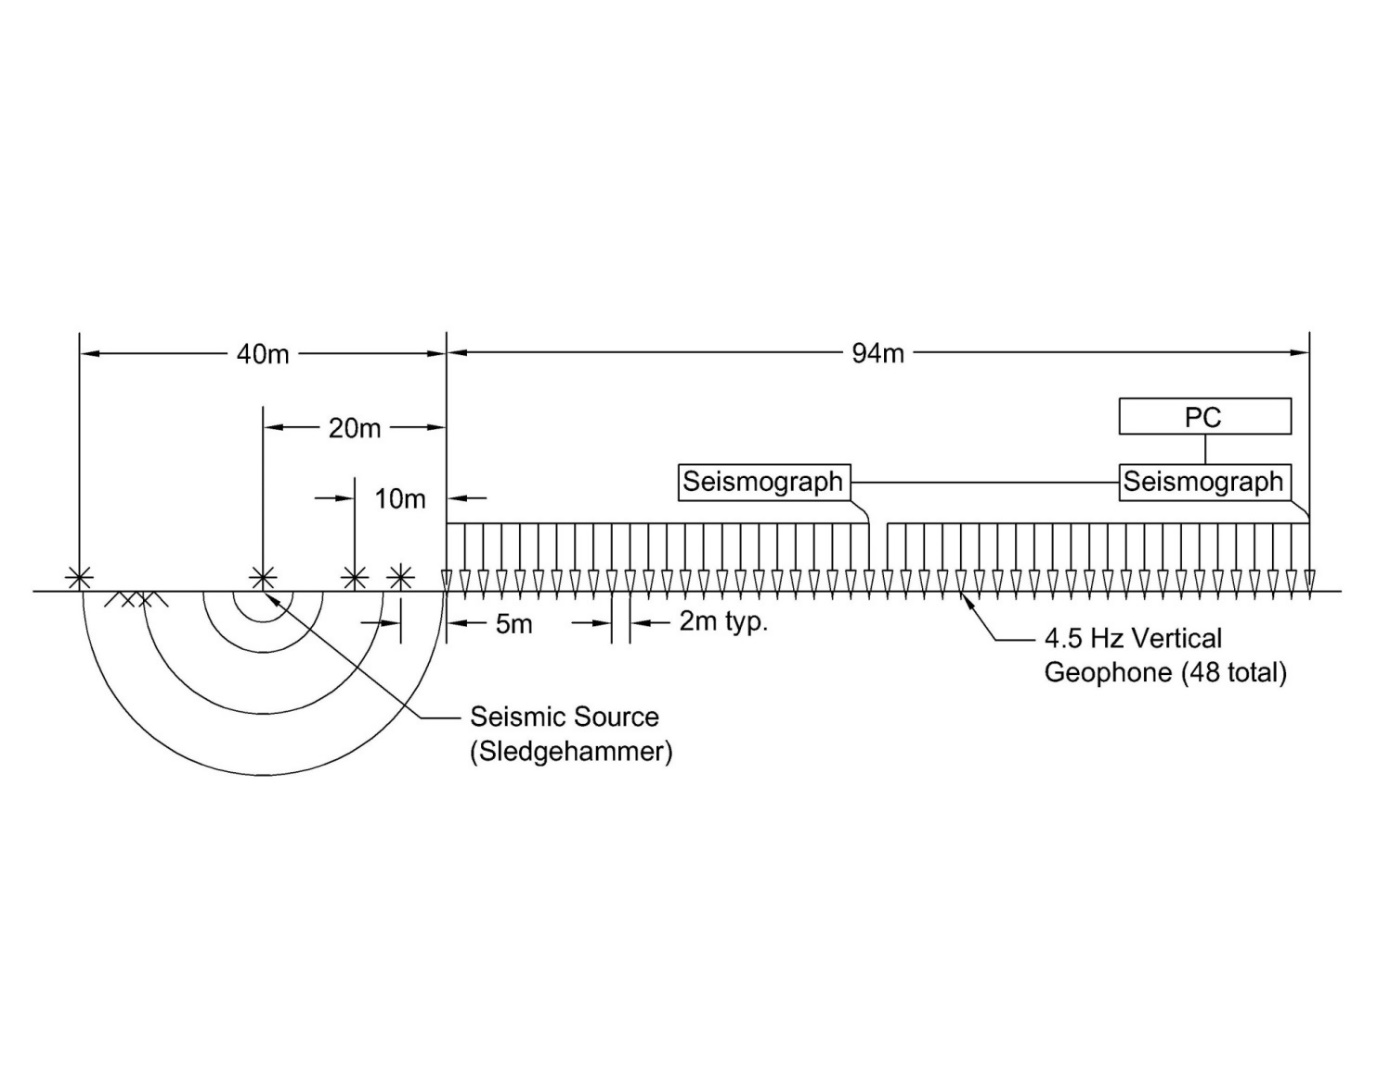 40m
94m
PC
20m
Seismograph
Seismograph
10m
5m
2m typ.
4.5 Hz Vertical
Geophone (48 total)
Seismic Source
(Sledgehammer)